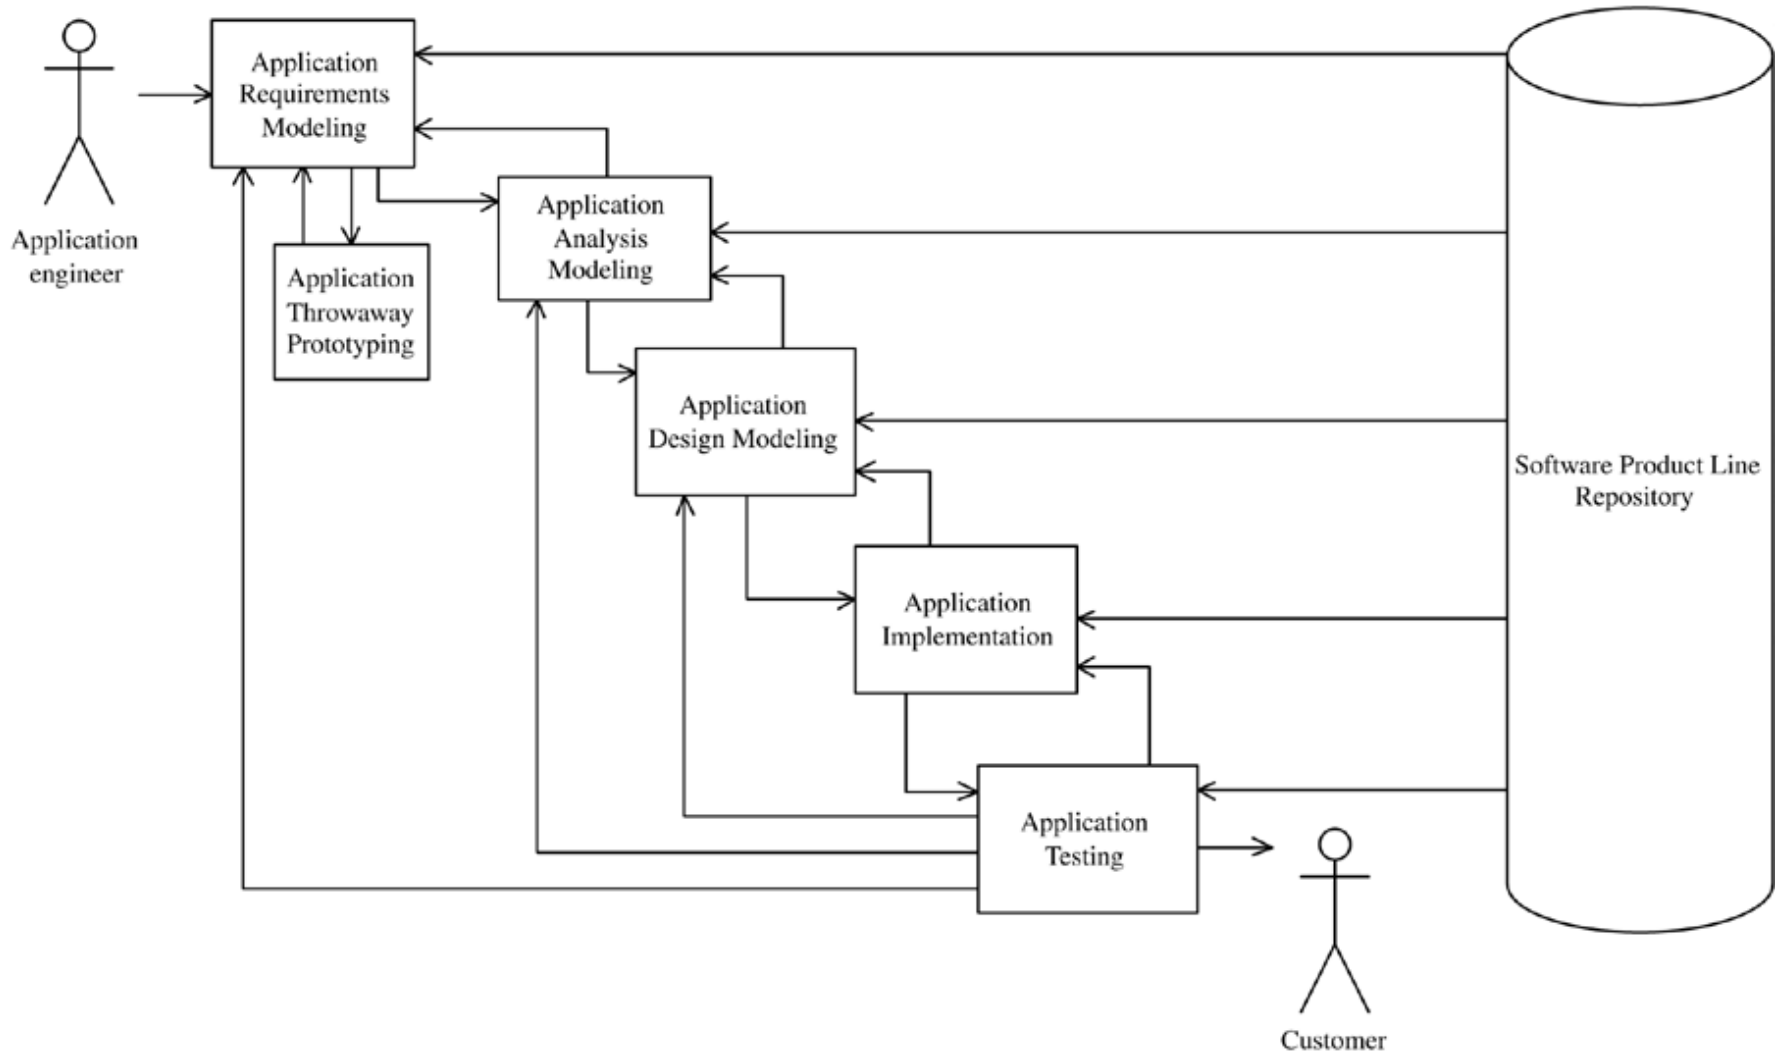 Application
Requirements
Modeling
Application
engineer
Application
Throwaway
Prototyping
Application
Analysis
Modeling
Application
Design Modeling
Application
Implementation
Application
Testing
Software Product Line
Repository
Customer